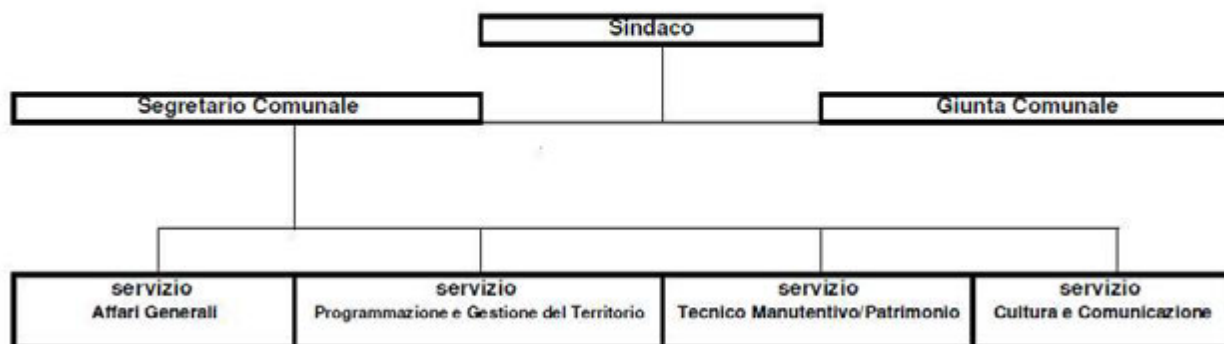 Sindaco
Segretario Comunale
Giunta Comunale
servizio
Affari Generali
servizio
Programmazione e Gestione del Territorio
servizio
Tecnico Manutentivo/Patrimonio
servizio
Cultura e Comunicazione